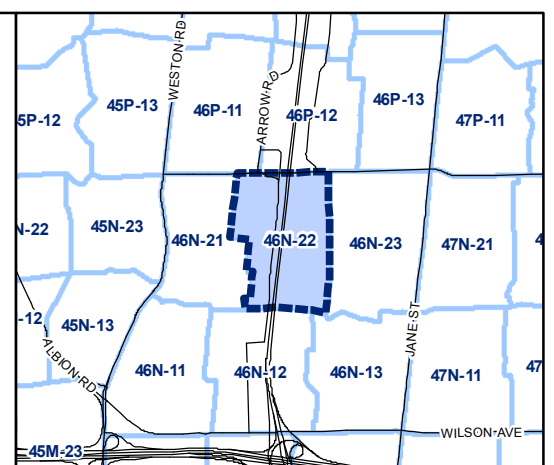 WESTON RD
ARROW RD
45P-13
46P-11
46P-12
46P-13
5P-12
47P-11
N-22
45N-23
46N-21
46N-22
46N-23
47N-21
4
-12
45N-13
JANE ST
ALBION RD
46N-11
46N-12
46N-13
47N-11
47
WILSON AVE
45M-23